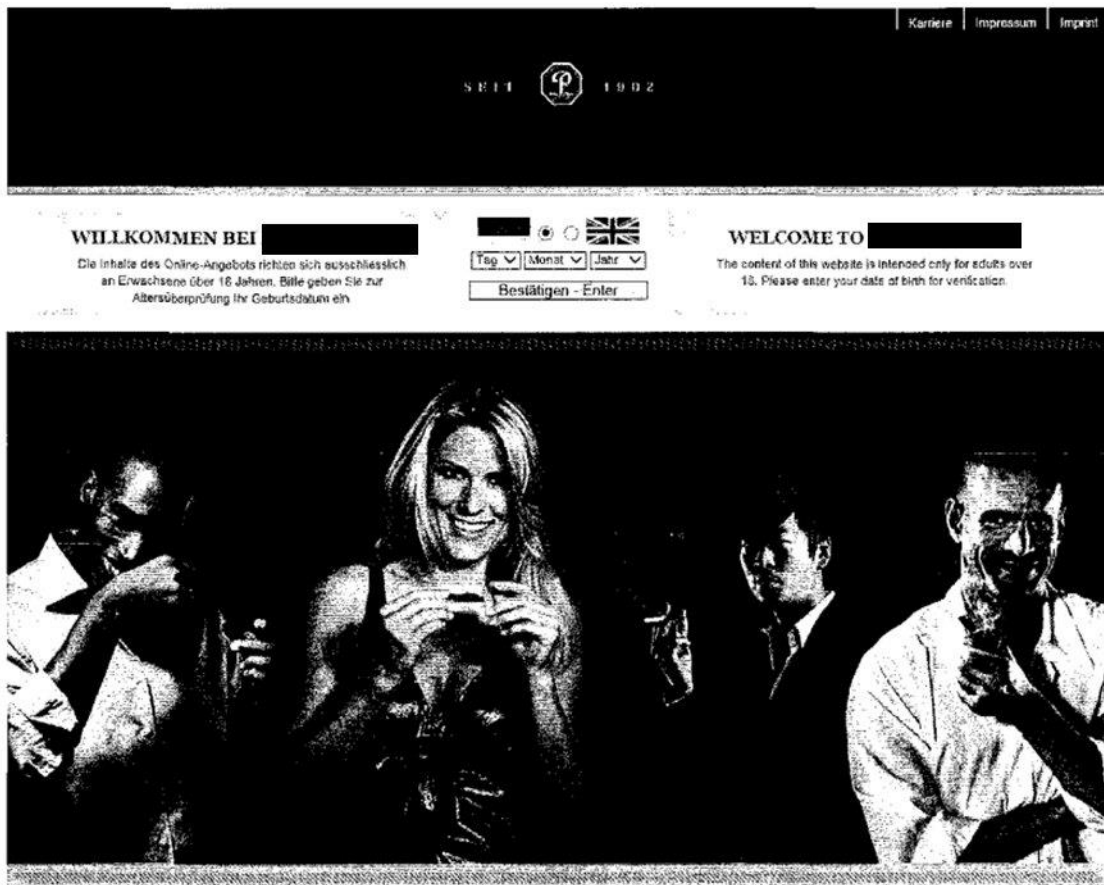 Karriere | Impressum | Imprint
SEIT P 1902
WILLKOMMEN BEI
Die Inhalte des Online-Angebots richten sich ausschliesslich
an Erwachsene über 18 Jahren. Bitte geben Sie zur
Altersüberprüfung Ihr Geburtsdatum ein
Tag Monat Jahr
Bestätigen - Enter
WELCOME TO
The content of this website is intended only for adults over
18. Please enter your date of birth for verification.